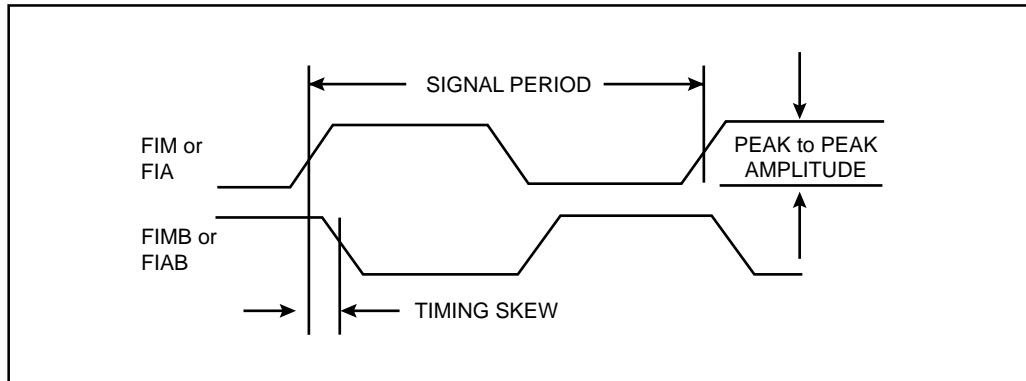 SIGNAL PERIOD
FIM or
FIA
PEAK to PEAK
AMPLITUDE
FIMB or
FIAB
TIMING SKEW